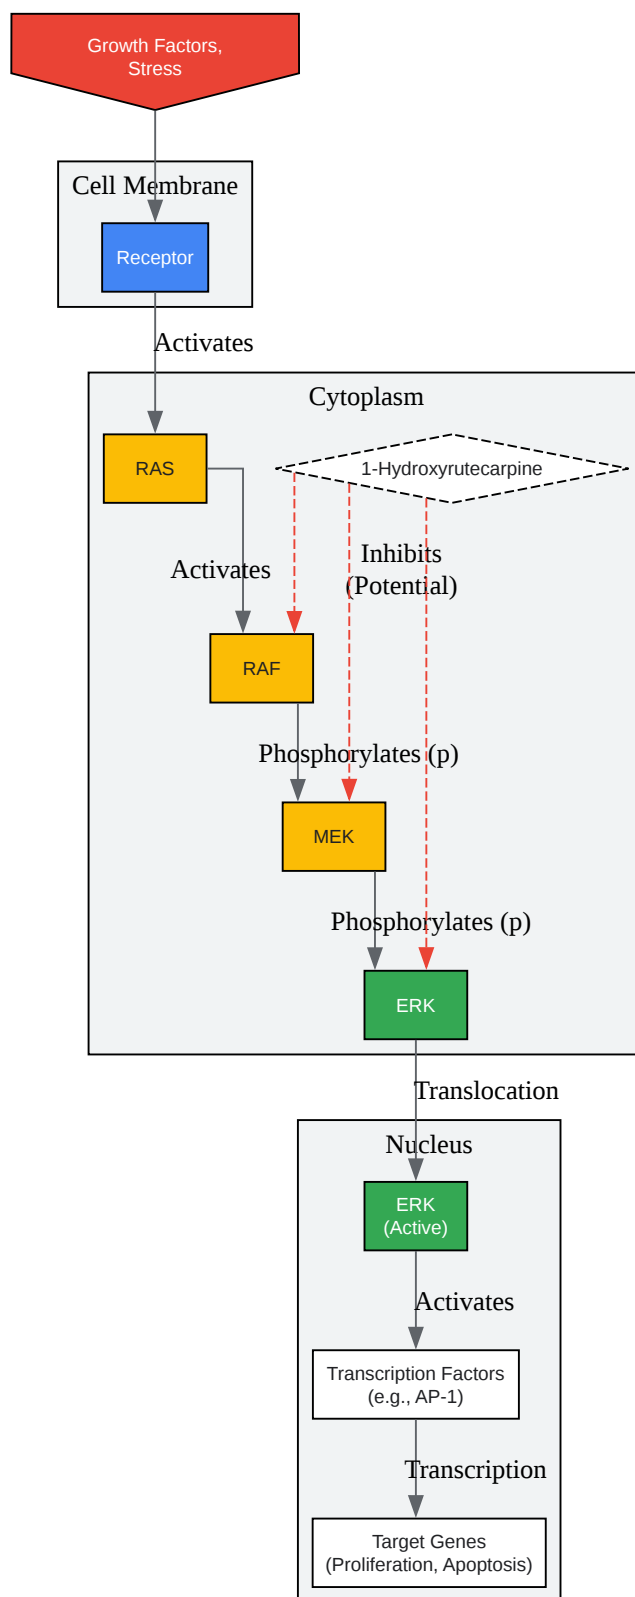 Growth Factors,
Stress
Cell Membrane
Receptor
Activates
Cytoplasm
RAS
1-Hydroxyrutecarpine
Activates
Inhibits
(Potential)
RAF
Phosphorylates (p)
MEK
Phosphorylates (p)
ERK
Translocation
Nucleus
ERK
(Active)
Activates
Transcription Factors
(e.g., AP-1)
Transcription
Target Genes
(Proliferation, Apoptosis)